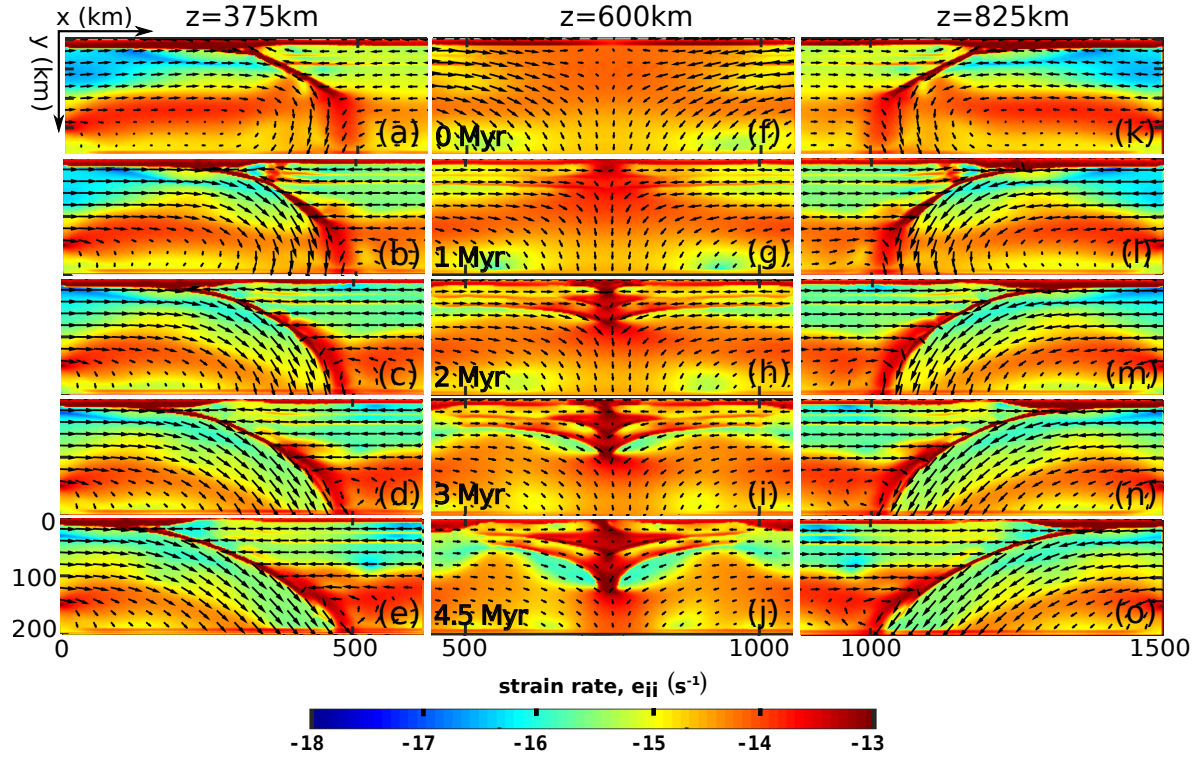 z=375km z=600km z=825km
x (km)
y (km)
(a) 0 Myr (f) (k)
(b) 1 Myr (g) (l)
(c) 2 Myr (h) (m)
(d) 3 Myr (i) (n)
0
100
(e) 4.5 Myr (j) (o)
200
0 500 500 1000 1000 1500
strain rate, eii (s-1)
-18 -17 -16 -15 -14 -13